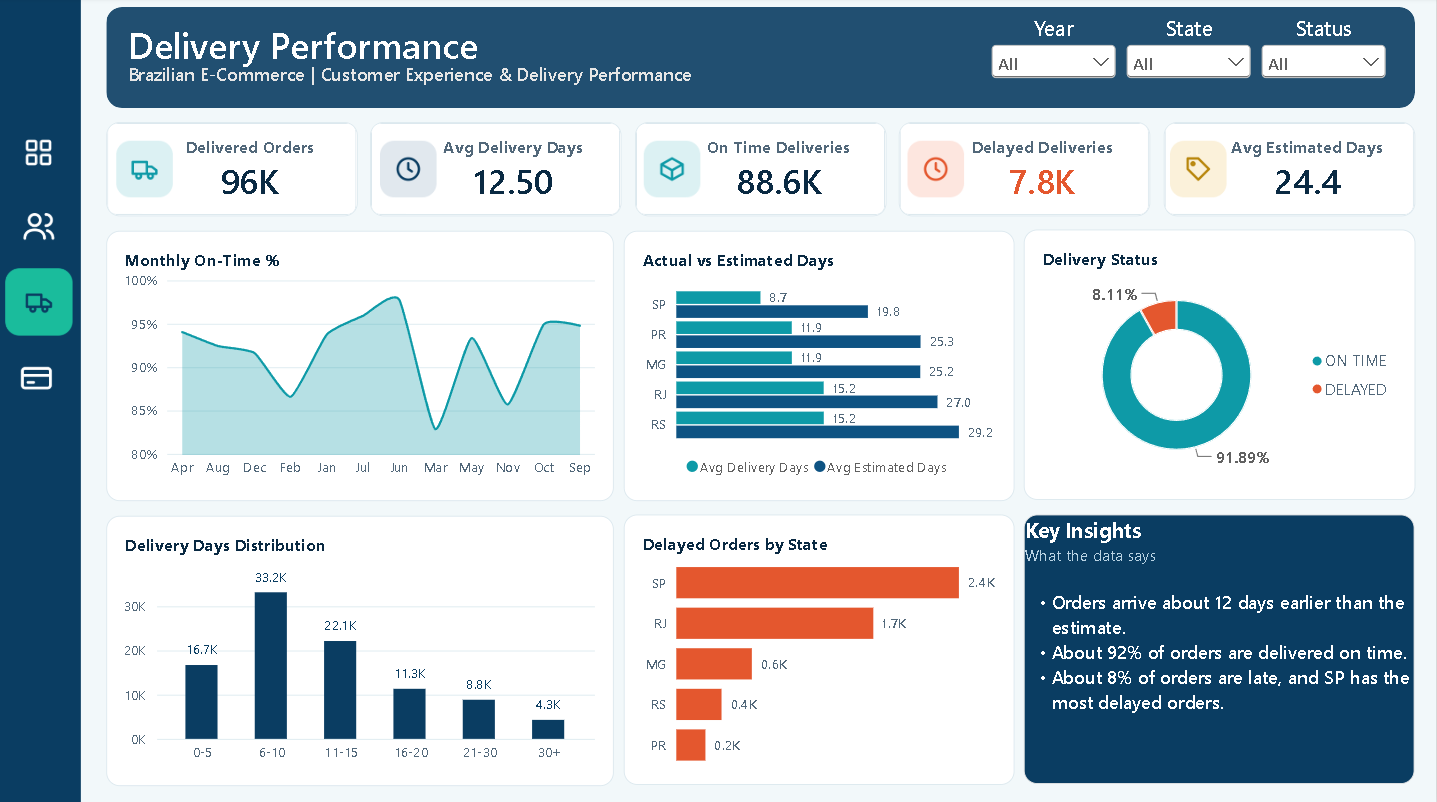 Delivery Performance
Brazilian E-Commerce | Customer Experience & Delivery Performance
Year
State
Status
All
All
All
Delivered Orders
96K
Avg Delivery Days
12.50
On Time Deliveries
88.6K
Delayed Deliveries
7.8K
Avg Estimated Days
24.4
Monthly On-Time %
100%
95%
90%
85%
80%
Apr Aug Dec Feb Jan Jul Jun Mar May Nov Oct Sep
Actual vs Estimated Days
SP 8.7
19.8
PR 11.9
25.3
MG 11.9
25.2
RJ 15.2
27.0
RS 15.2
29.2
Avg Delivery Days Avg Estimated Days
Delivery Status
8.11%
ON TIME
DELAYED
91.89%
Delivery Days Distribution
30K
20K
10K
0K
16.7K
33.2K
22.1K
11.3K
8.8K
4.3K
0-5 6-10 11-15 16-20 21-30 30+
Delayed Orders by State
SP 2.4K
RJ 1.7K
MG 0.6K
RS 0.4K
PR 0.2K
Key Insights
What the data says
• Orders arrive about 12 days earlier than the
estimate.
• About 92% of orders are delivered on time.
• About 8% of orders are late, and SP has the
most delayed orders.